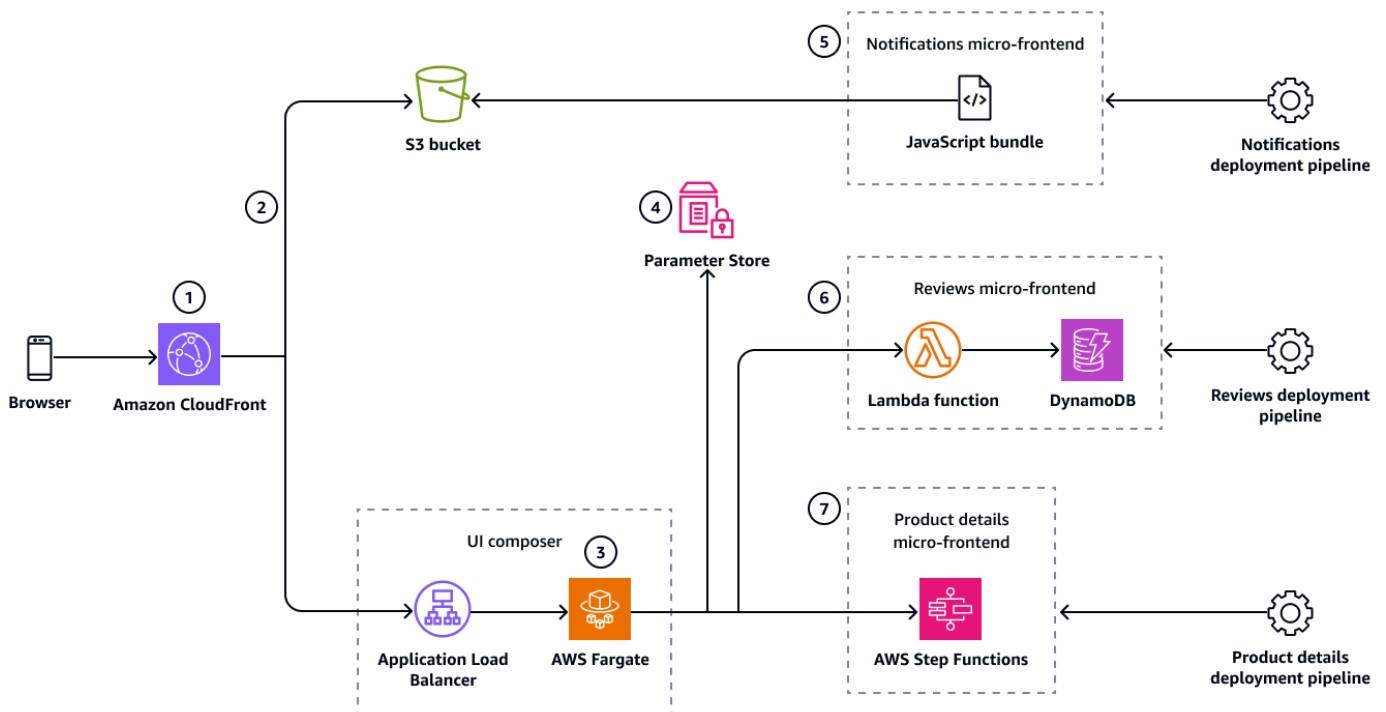 5
Notifications micro-frontend
</>
JavaScript bundle
Notifications
deployment pipeline
S3 bucket
2
4
Parameter Store
1
Browser
Amazon CloudFront
6
Reviews micro-frontend
Lambda function
DynamoDB
Reviews deployment
pipeline
UI composer
3
Application Load
Balancer
AWS Fargate
7
Product details
micro-frontend
AWS Step Functions
Product details
deployment pipeline